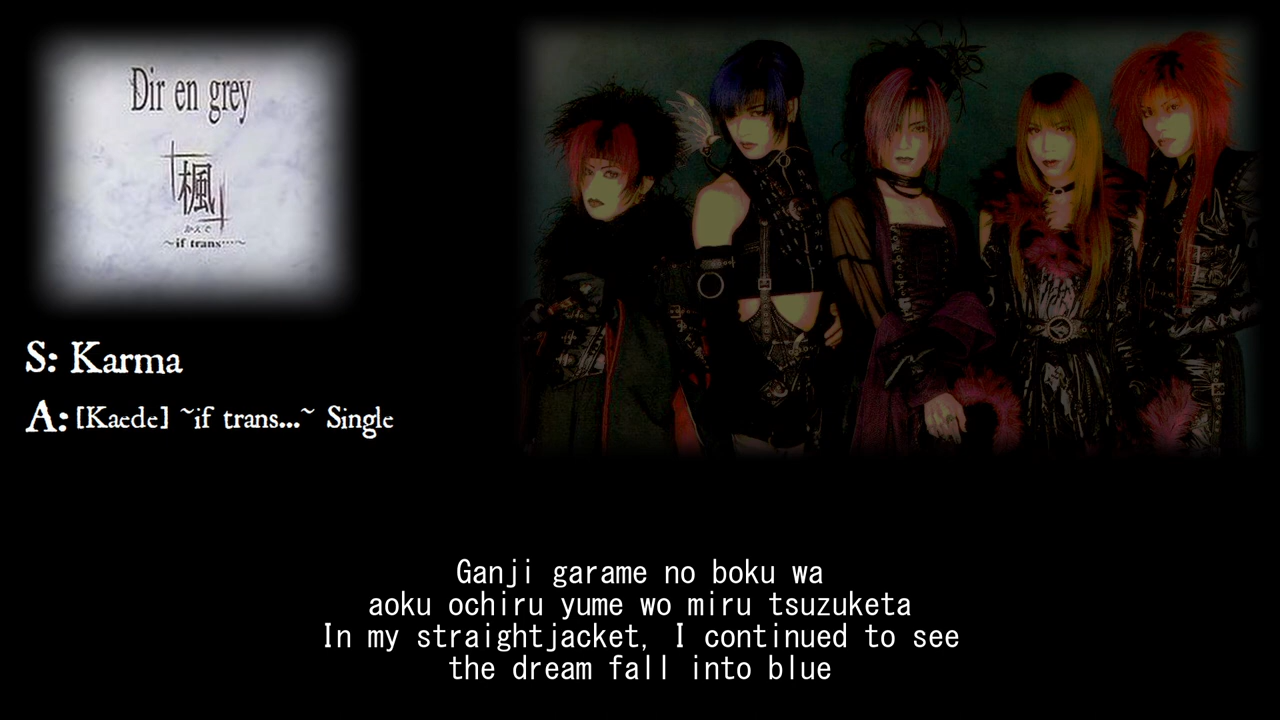 Dir en grey
楓
かえで
~if trans…~
S: Karma
A: [Kaede] ~if trans...~ Single
Ganji garame no boku wa
aoku ochiru yume wo miru tsuzuketa
In my straightjacket, I continued to see
the dream fall into blue